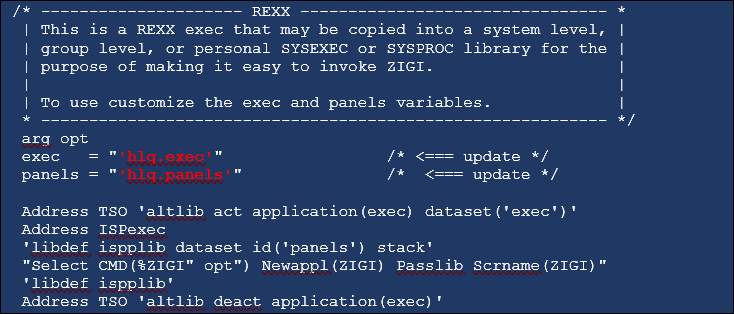 /* --------------------- REXX ------------------------------- *
| This is a REXX exec that may be copied into a system level, |
| group level, or personal SYSEXEC or SYSPROC library for the |
| purpose of making it easy to invoke ZIGI. |
| |
| To use customize the exec and panels variables. |
* --------------------------------------------------------- */
arg opt
exec   = "'hlq.exec'" /* <=== update */
panels = "'hlq.panels'" /*  <=== update */
Address TSO 'altlib act application(exec) dataset('exec')'
Address ISPexec
'libdef ispplib dataset id('panels') stack'
"Select CMD(%ZIGI" opt") Newappl(ZIGI) Passlib Scrname(ZIGI)"
'libdef ispplib'
Address TSO 'altlib deact application(exec)'